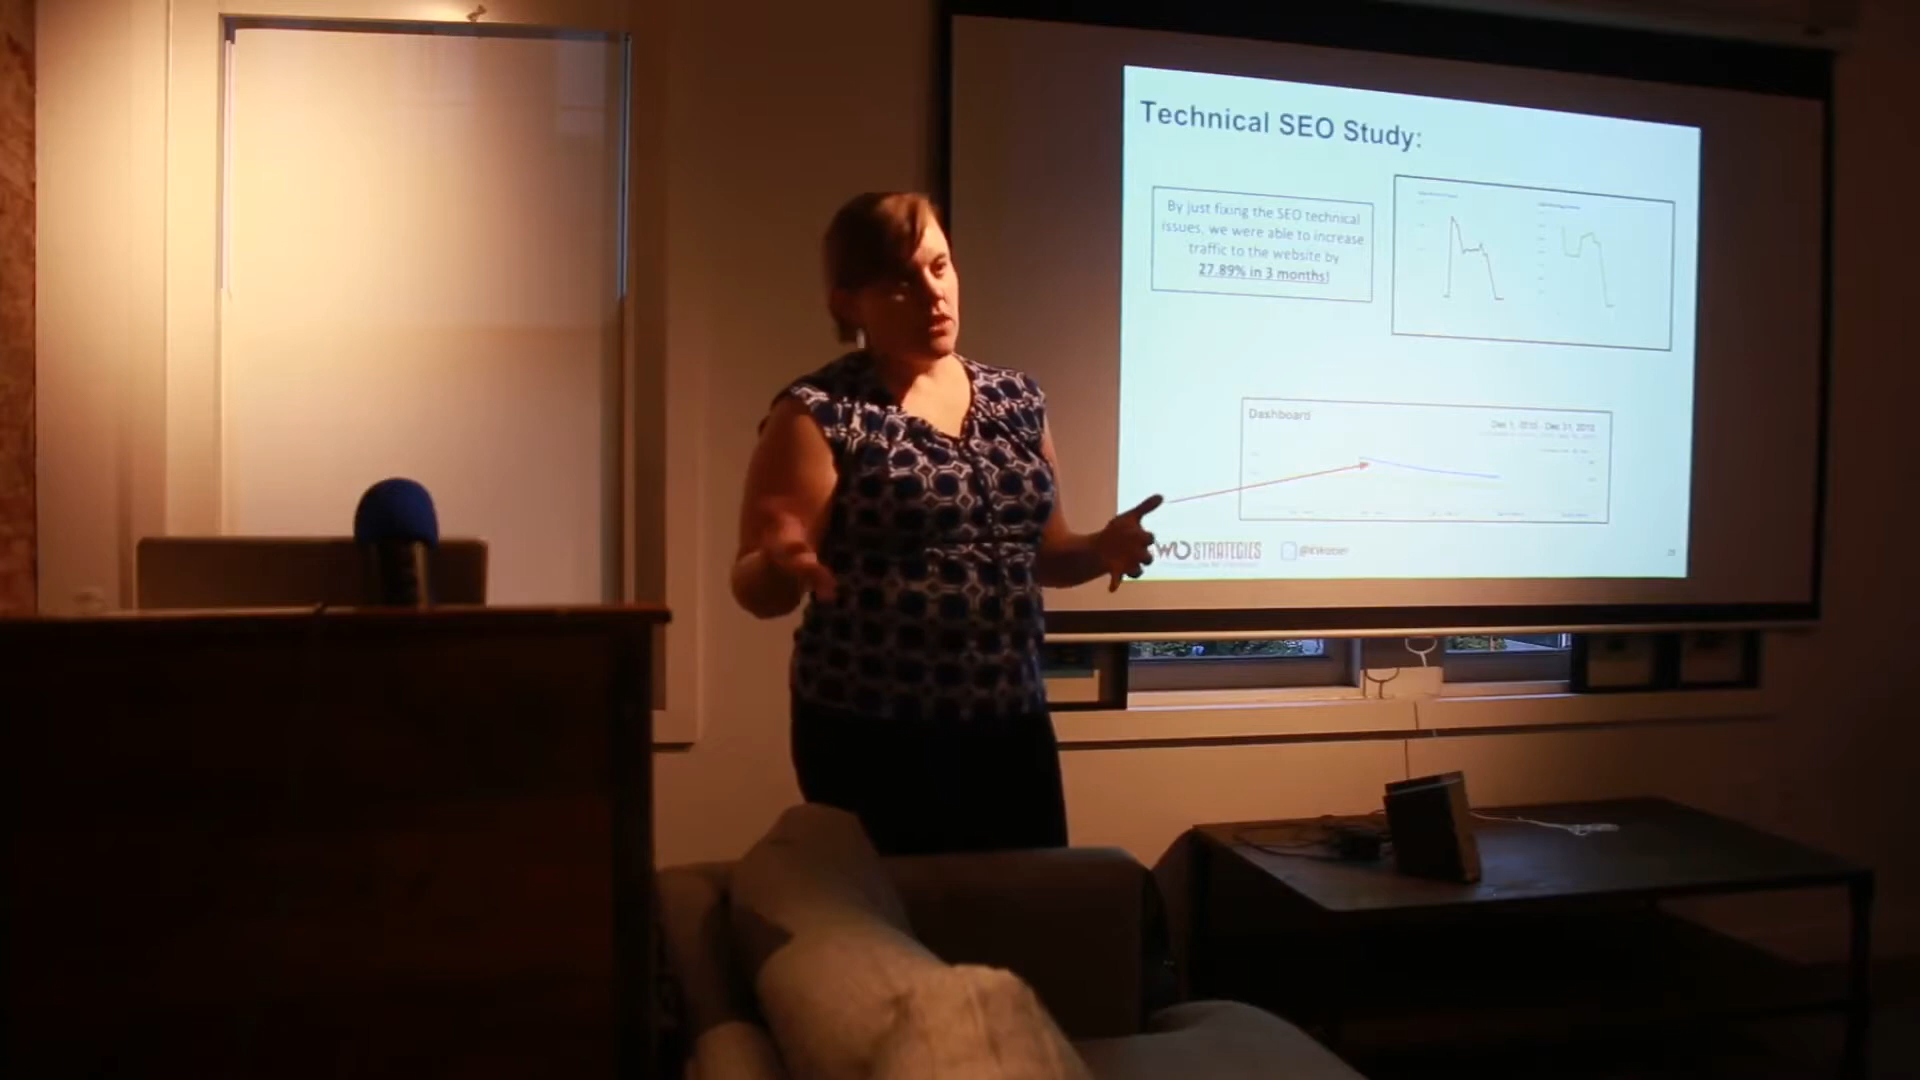 Technical SEO Study:
By just fixing the SEO technical
issues, we were able to increase
traffic to the website by
27.89% in 3 months!
Dashboard
STRATEGIES